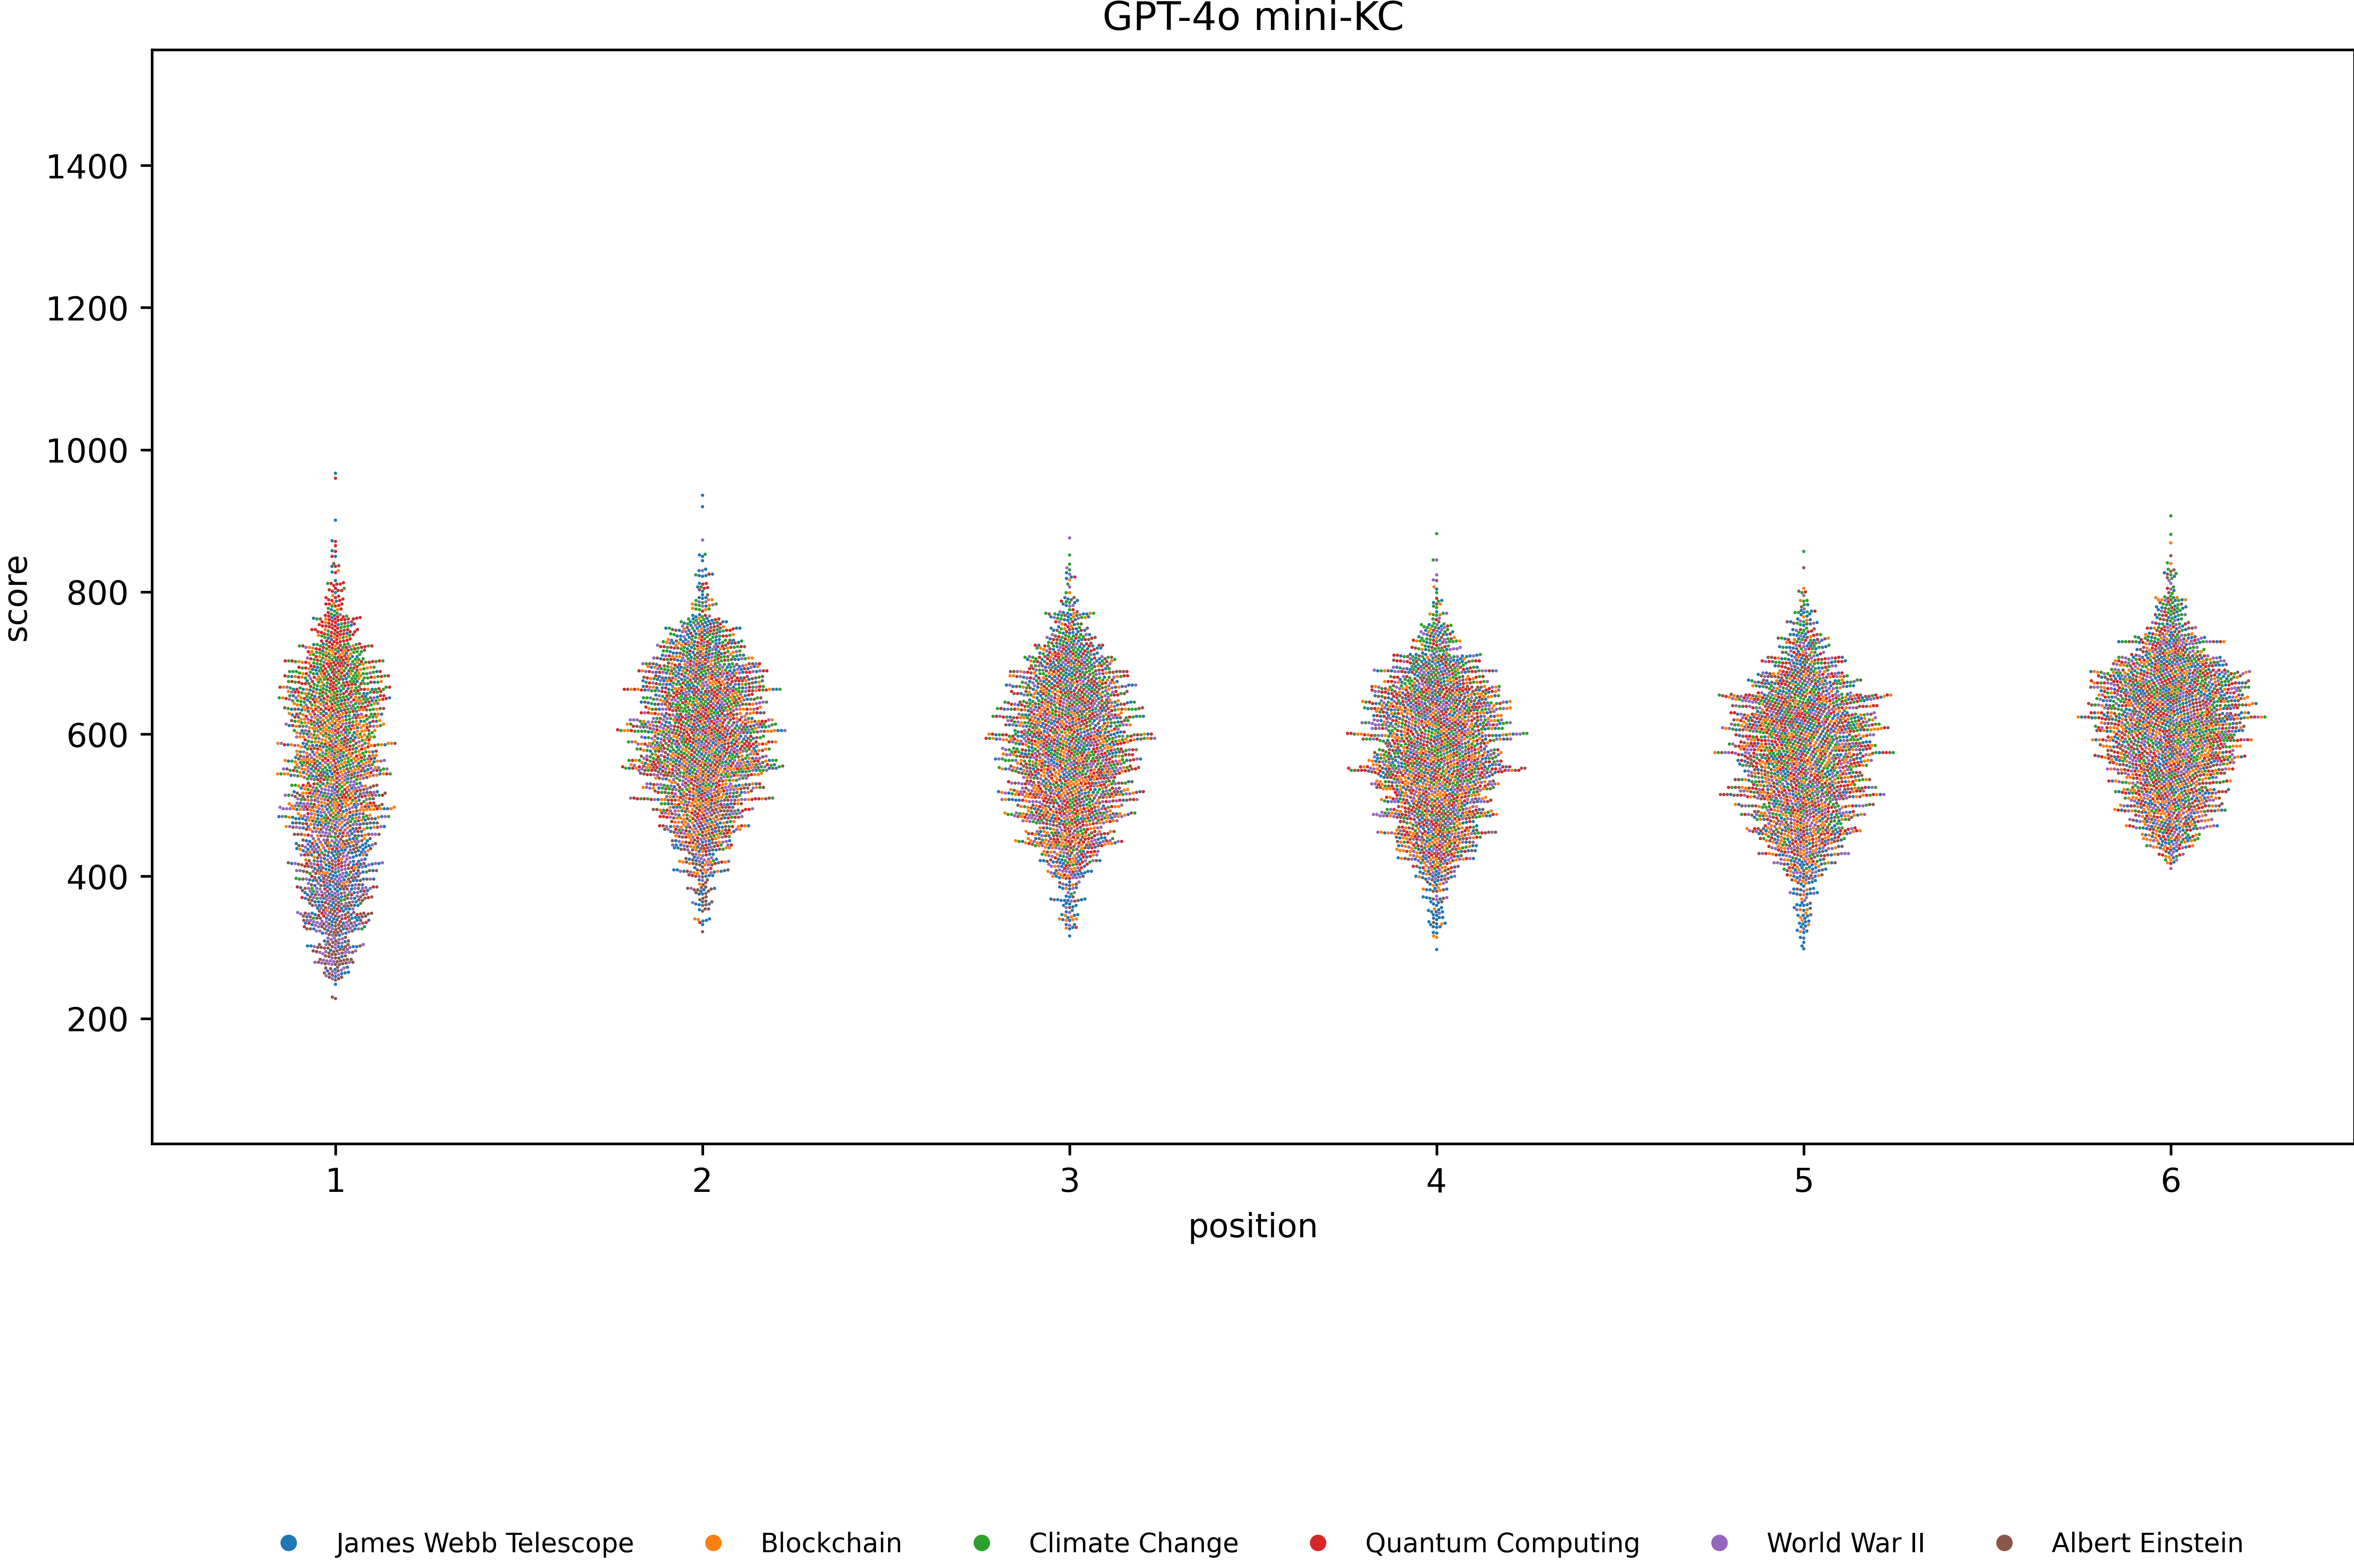 GPT-4o mini-KC
score
1400
1200
1000
800
600
400
200
1 2 3 4 5 6
position
James Webb Telescope Blockchain Climate Change Quantum Computing World War II Albert Einstein